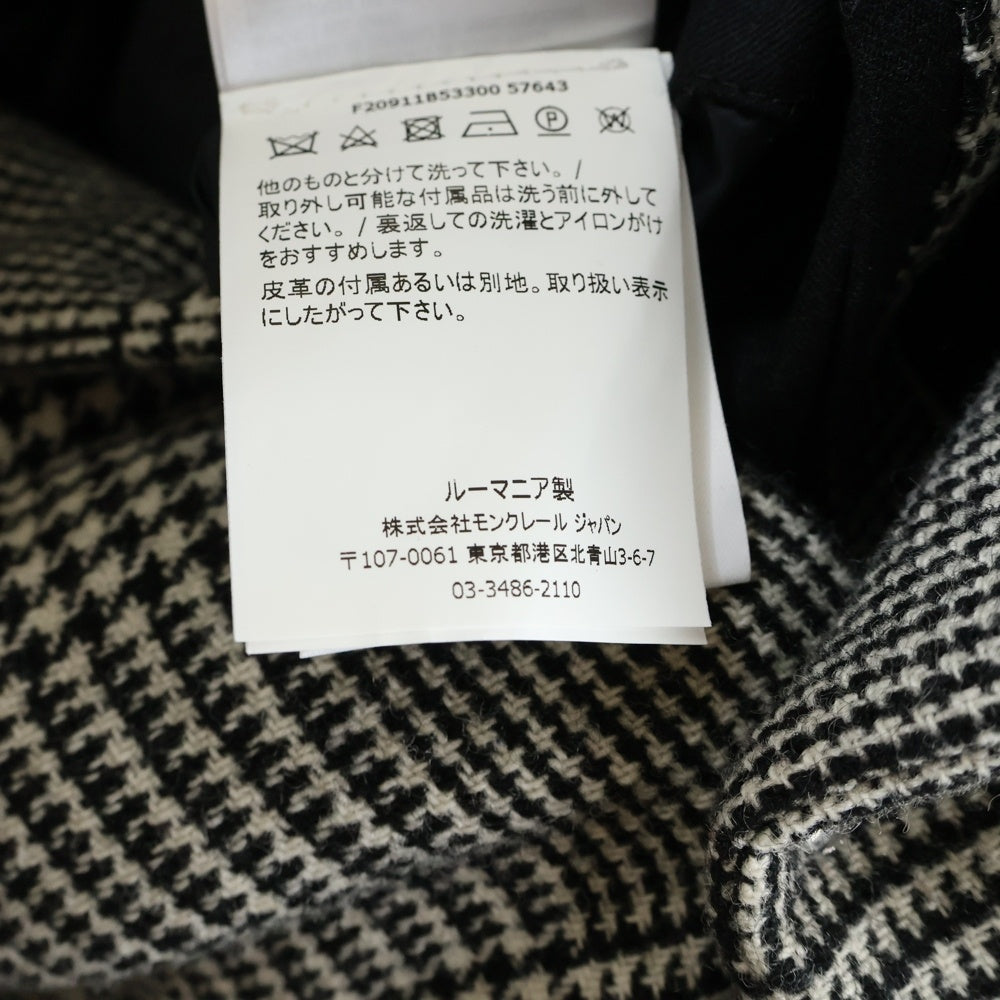 F20911B53300 57643
他のものと分けて洗って下さい。/
取り外し可能な付属品は洗う前に外して
ください。/ 裏返しての洗濯とアイロンがけ
をおすすめします。
皮革の付属あるいは別地。取り扱い表示
にしたがって下さい。
ルーマニア製
株式会社モンクレール ジャパン
〒107-0061 東京都港区北青山3-6-7
03-3486-2110